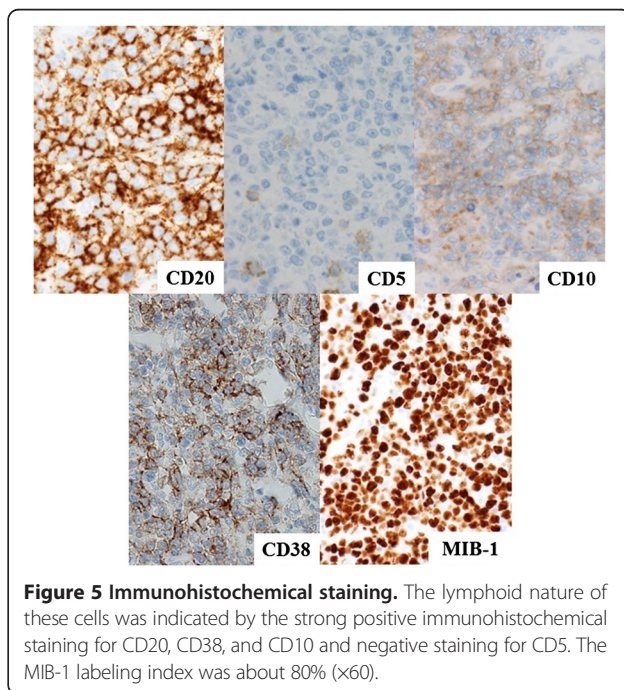 CD20
CD5
CD10
CD38
MIB-1
Figure 5 Immunohistochemical staining. The lymphoid nature of
these cells was indicated by the strong positive immunohistochemical
staining for CD20, CD38, and CD10 and negative staining for CD5. The
MIB-1 labeling index was about 80% (×60).